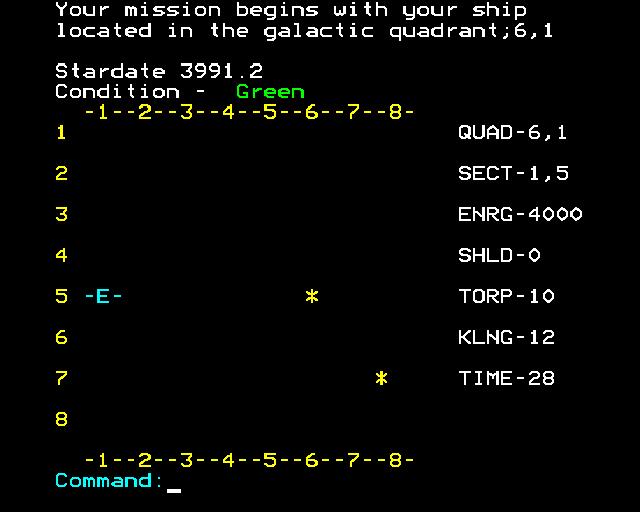 Your mission begins with your ship
located in the galactic quadrant;6,1
Stardate 3991.2
Condition - Green
-1--2--3--4--5--6--7--8-
1 QUAD-6,1
2 SECT-1,5
3 ENRG-4000
4 SHLD-0
5 -E- * TORP-10
6 KLNG-12
7 * TIME-28
8
-1--2--3--4--5--6--7--8-
Command:_